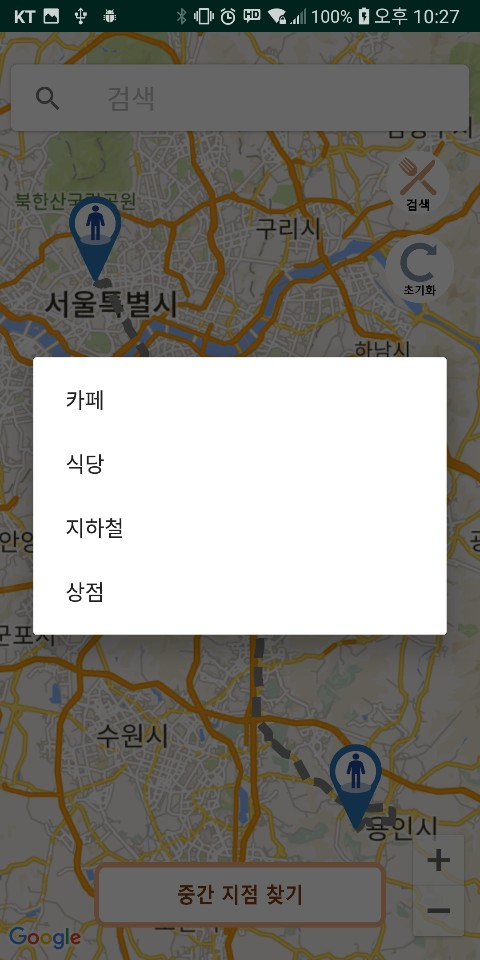 KT HD 100% 오후 10:27
검색
북한산국립공원
검색
구리시
초기화
서울특별시
하남시
카페
식당
지하철
상점
안양
군포시
수원시
용인시
중간 지점 찾기
+
−
Google